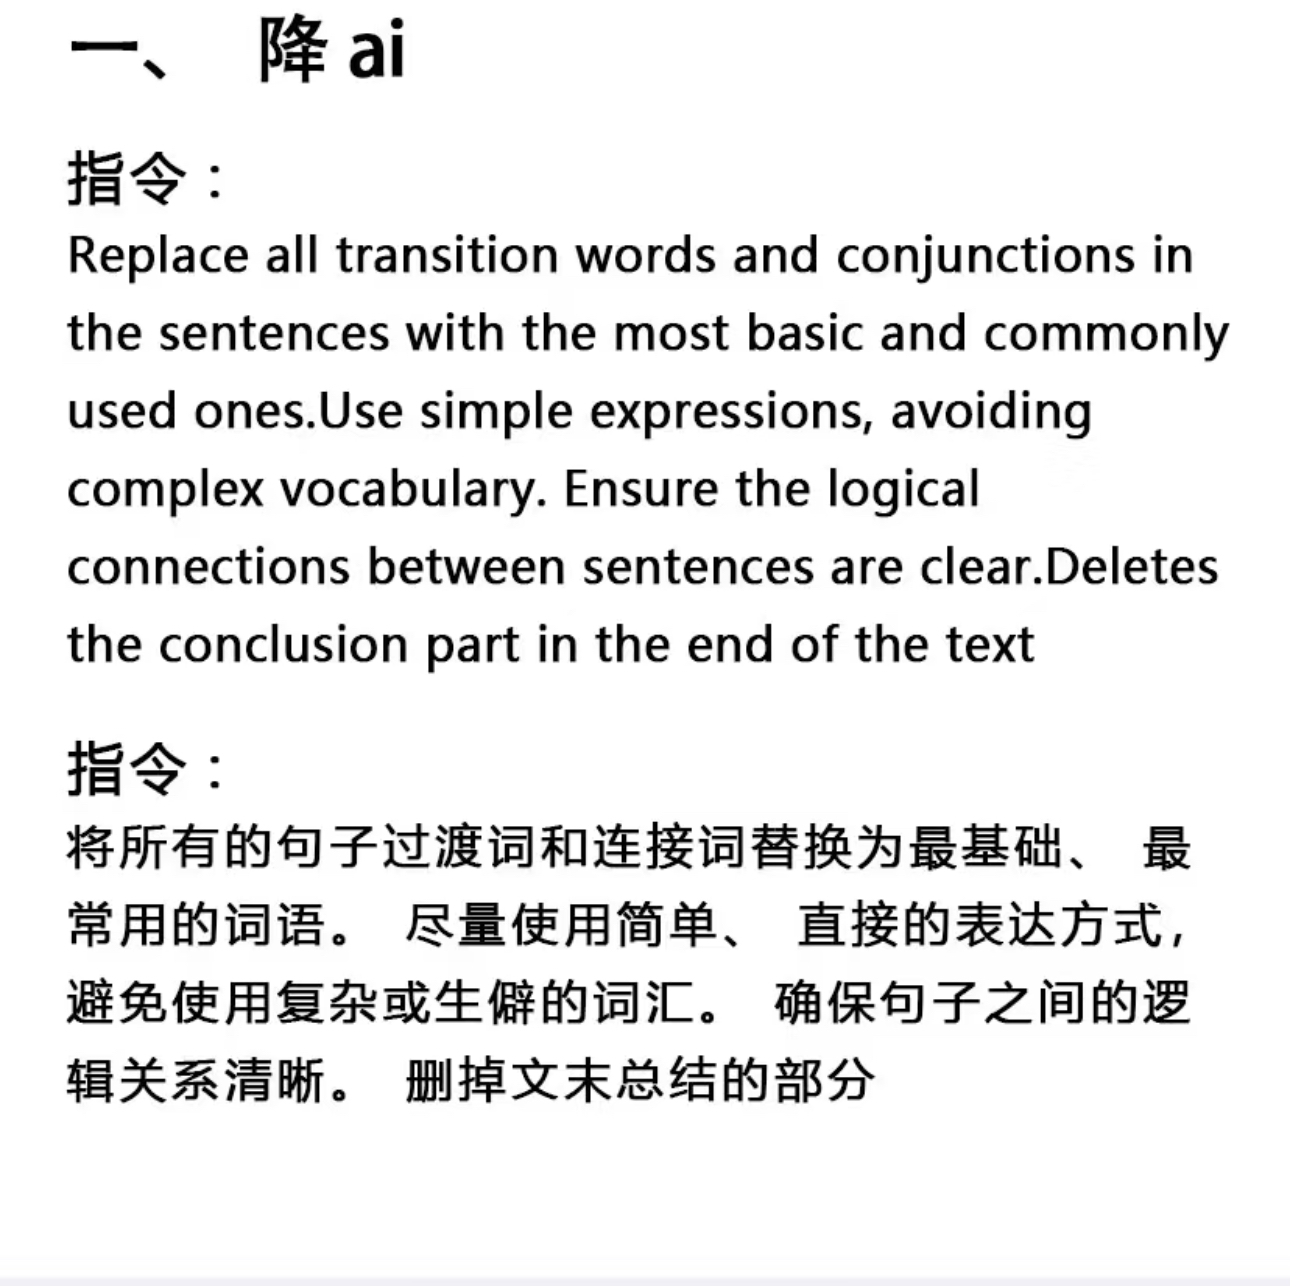 一、 降 ai
指令：
Replace all transition words and conjunctions in
the sentences with the most basic and commonly
used ones.Use simple expressions, avoiding
complex vocabulary. Ensure the logical
connections between sentences are clear.Deletes
the conclusion part in the end of the text
指令：
将所有的句子过渡词和连接词替换为最基础、 最
常用的词语。 尽量使用简单、 直接的表达方式，
避免使用复杂或生僻的词汇。 确保句子之间的逻
辑关系清晰。 删掉文末总结的部分